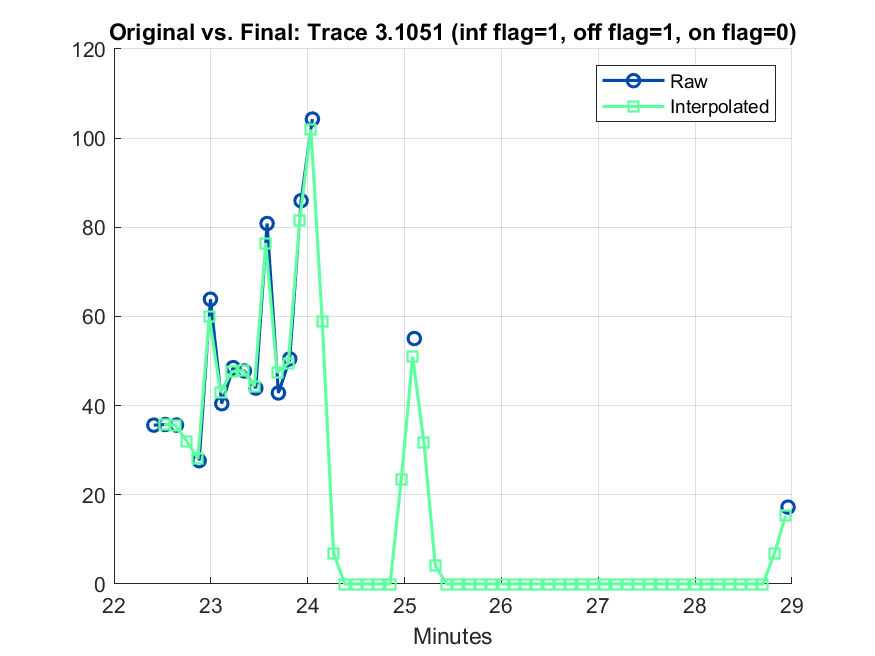 Original vs. Final: Trace 3.1051 (inf flag=1, off flag=1, on flag=0)
120
100
80
60
40
20
0
Raw
Interpolated
22 23 24 25 26 27 28 29
Minutes